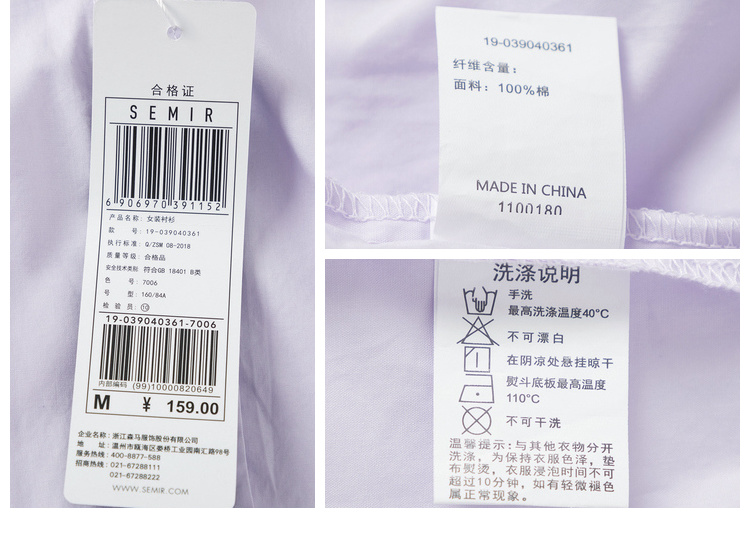 合格证
SEMIR
6 906970 391152
产品名称: 女装衬衫
款 号: 19-039040361
执行标准: Q/ZSM 08-2018
质量等级: 合格品
安全技术类别 符合GB 18401 B类
色 号: 7006
号 型: 160/84A
检 验 员: ⑩
19-039040361-7006
内部编码 (99)10000820649
M ¥ 159.00
企业名称: 浙江森马服饰股份有限公司
地 址: 温州市瓯海区娄桥工业园南汇路98号
服务热线: 400-8877-588
招商热线: 021-67288111
021-67288222
WWW.SEMIR.COM
19-039040361
纤维含量:
面料: 100%棉
MADE IN CHINA
1100180
洗涤说明
手洗
最高洗涤温度40°C
不可漂白
在阴凉处悬挂晾干
熨斗底板最高温度
110°C
不可干洗
温馨提示:与其他衣物分开
洗涤, 为保持衣服色泽, 垫
布熨烫, 衣服浸泡时间不可
超过10分钟, 如有轻微褪色
属正常现象。